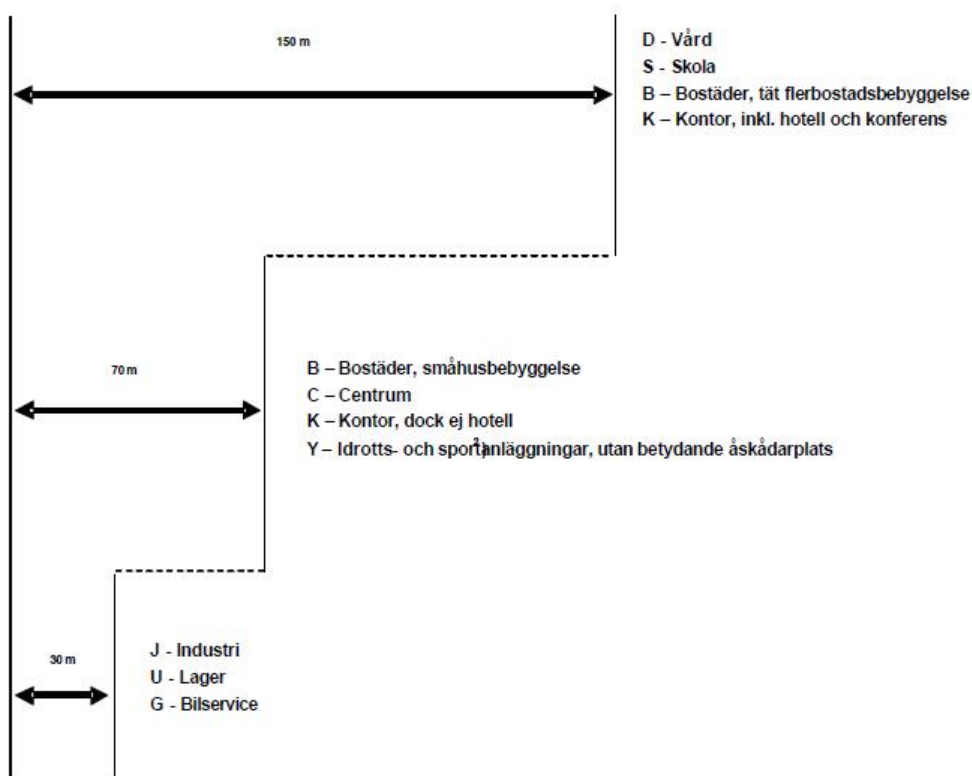 150 m
D - Vård
S - Skola
B – Bostäder, tät flerbostadsbebyggelse
K – Kontor, inkl. hotell och konferens
70 m
B – Bostäder, småhusbebyggelse
C – Centrum
K – Kontor, dock ej hotell
Y – Idrotts- och sportanläggningar, utan betydande åskådarplats
30 m
J - Industri
U - Lager
G - Bilservice